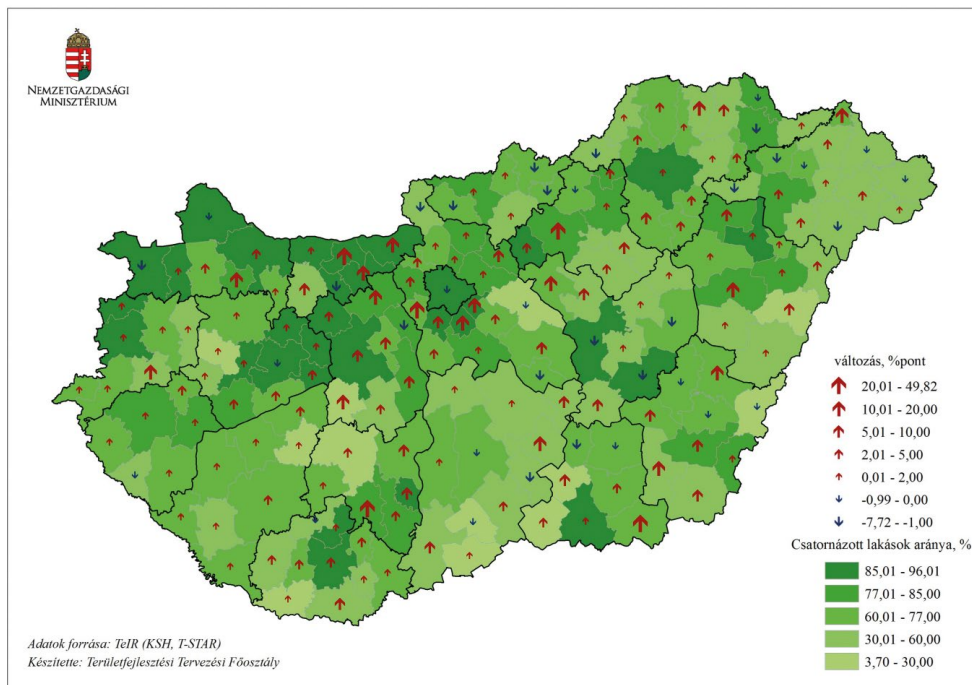 NEMZETGAZDASÁGI
MINISZTÉRIUM
változás, %pont
20,01 - 49,82
10,01 - 20,00
5,01 - 10,00
2,01 - 5,00
0,01 - 2,00
-0,99 - 0,00
-7,72 - -1,00
Csatornázott lakások aránya, %
85,01 - 96,01
77,01 - 85,00
60,01 - 77,00
30,01 - 60,00
3,70 - 30,00
Adatok forrása: TeIR (KSH, T-STAR)
Készítette: Területfejlesztési Tervezési Főosztály